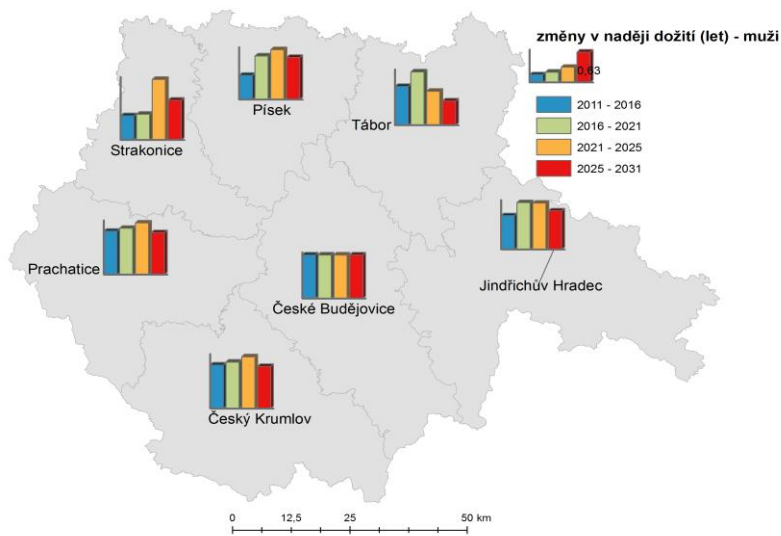 změny v naději dožití (let) - muži
0,63
2011 - 2016
2016 - 2021
2021 - 2025
2025 - 2031
Písek
Tábor
Strakonice
Prachatice
České Budějovice
Jindřichův Hradec
Český Krumlov
0 12,5 25 50 km